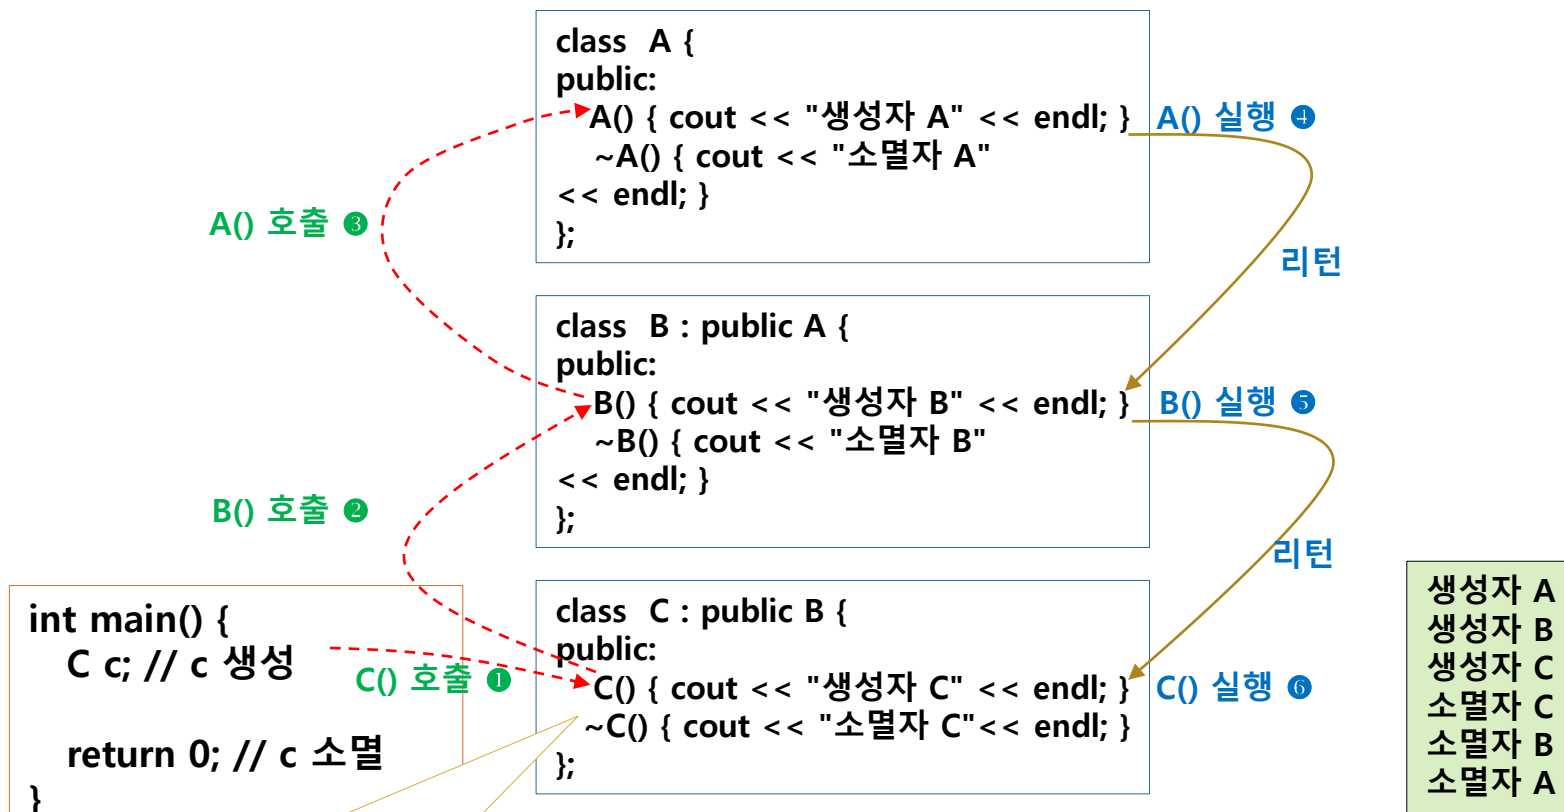 class  A {
public:
A() { cout << "생성자 A" << endl; }
~A() { cout << "소멸자 A"
<< endl; }
};
A() 실행 ❹
A() 호출 ❸
리턴
class  B : public A {
public:
B() { cout << "생성자 B" << endl; }
~B() { cout << "소멸자 B"
<< endl; }
};
B() 실행 ❺
B() 호출 ❷
리턴
int main() {
C c; // c 생성
return 0; // c 소멸
}
C() 호출 ❶
class  C : public B {
public:
C() { cout << "생성자 C" << endl; }
~C() { cout << "소멸자 C"<< endl; }
};
C() 실행 ❻
생성자 A
생성자 B
생성자 C
소멸자 C
소멸자 B
소멸자 A